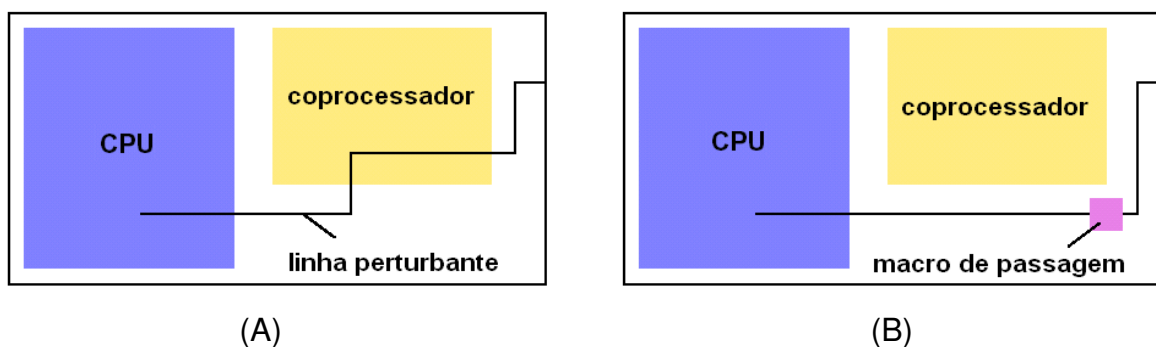 CPU
coprocessador
linha perturbante
(A)
CPU
coprocessador
macro de passagem
(B)